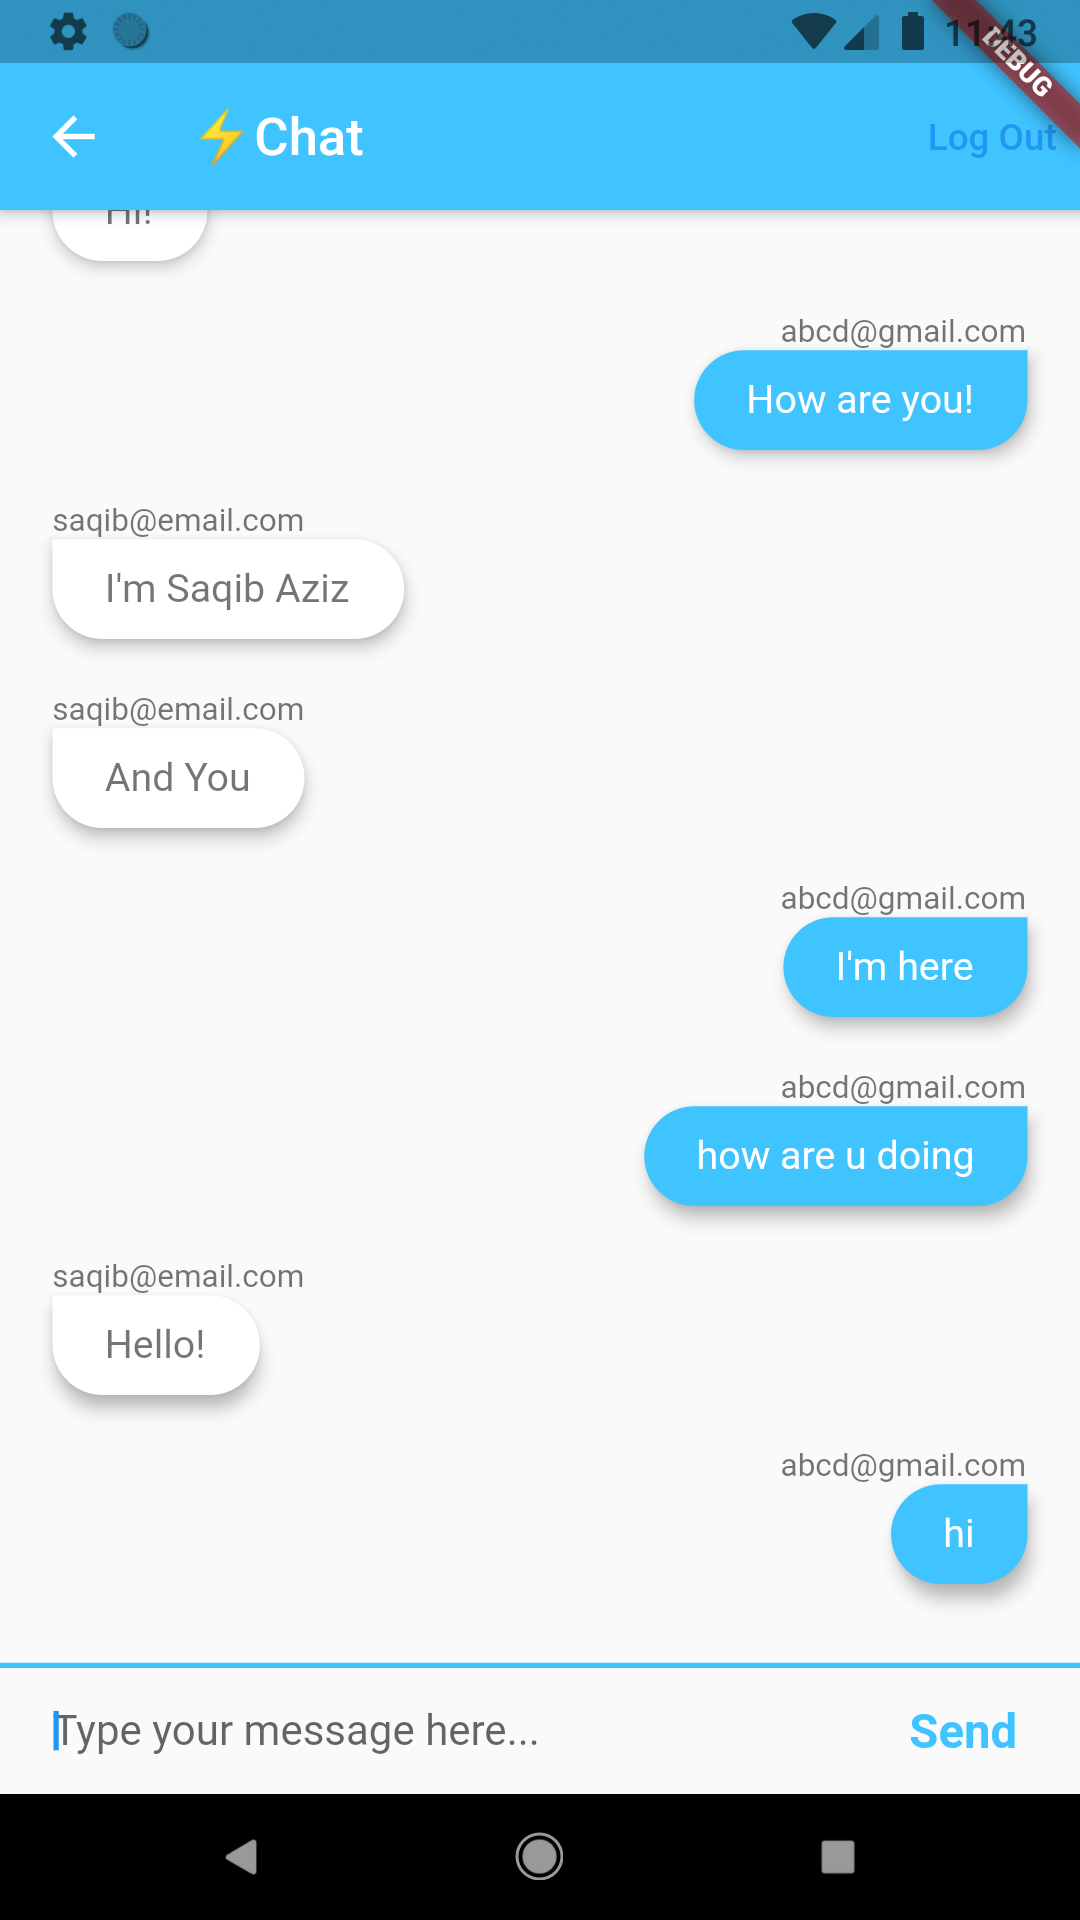 11:43
DEBUG
⚡Chat
Log Out
Hi!
abcd@gmail.com
How are you!
saqib@email.com
I'm Saqib Aziz
saqib@email.com
And You
abcd@gmail.com
I'm here
abcd@gmail.com
how are u doing
saqib@email.com
Hello!
abcd@gmail.com
hi
Type your message here...
Send